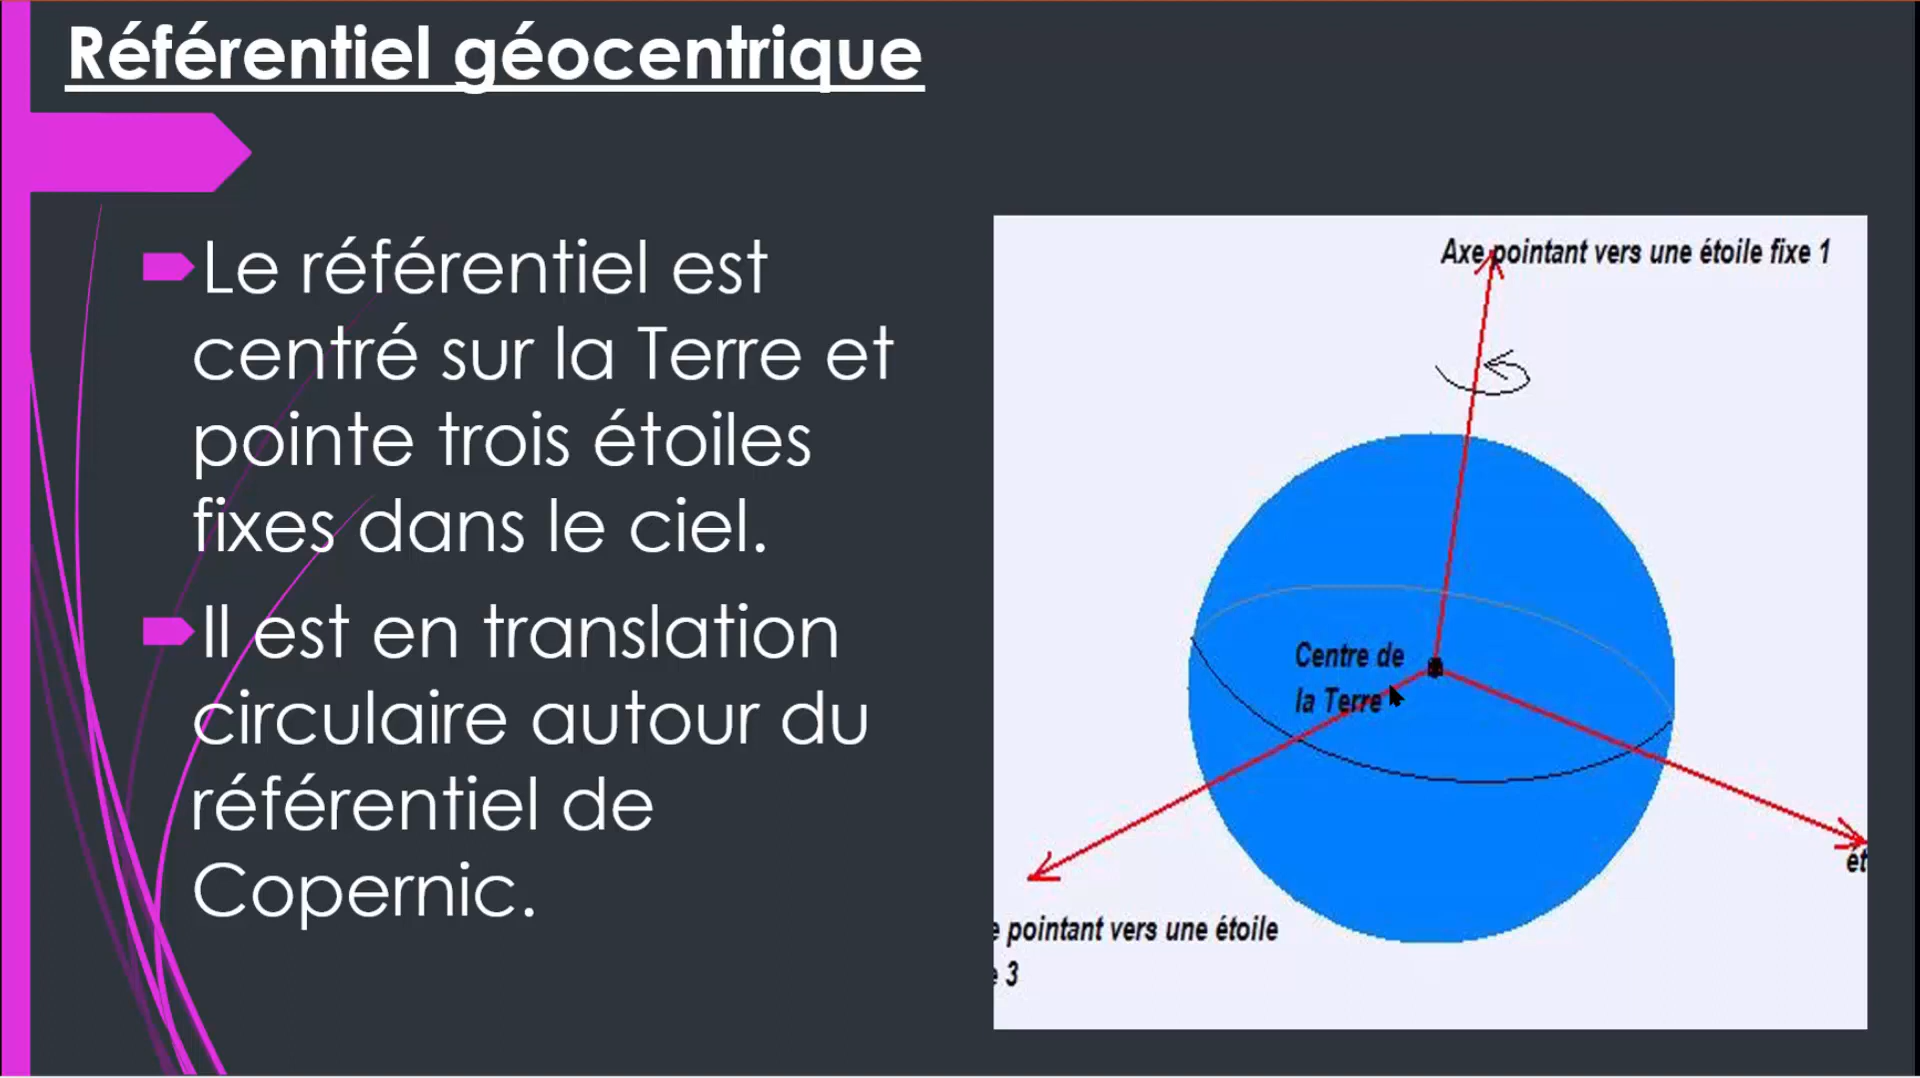 Référentiel géocentrique
Le référentiel est
centré sur la Terre et
pointe trois étoiles
fixes dans le ciel.
Il est en translation
circulaire autour du
référentiel de
Copernic.
Axe pointant vers une étoile fixe 1
Centre de
la Terre
ét
e pointant vers une étoile
e 3